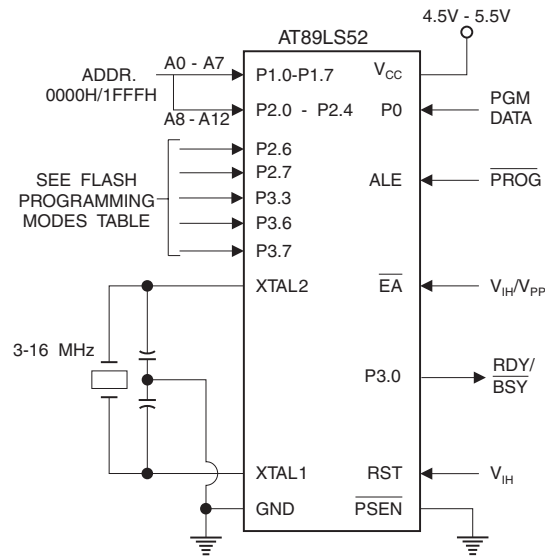 AT89LS52
4.5V - 5.5V
ADDR.
0000H/1FFFH
A0 - A7
A8 - A12
P1.0-P1.7
P2.0 - P2.4
P2.6
P2.7
P3.3
P3.6
P3.7
SEE FLASH
PROGRAMMING
MODES TABLE
XTAL2
3-16 MHz
XTAL1
GND
VCC
P0
PGM
DATA
ALE
PROG
EA
VIH/VPP
P3.0
RDY/
BSY
RST
VIH
PSEN